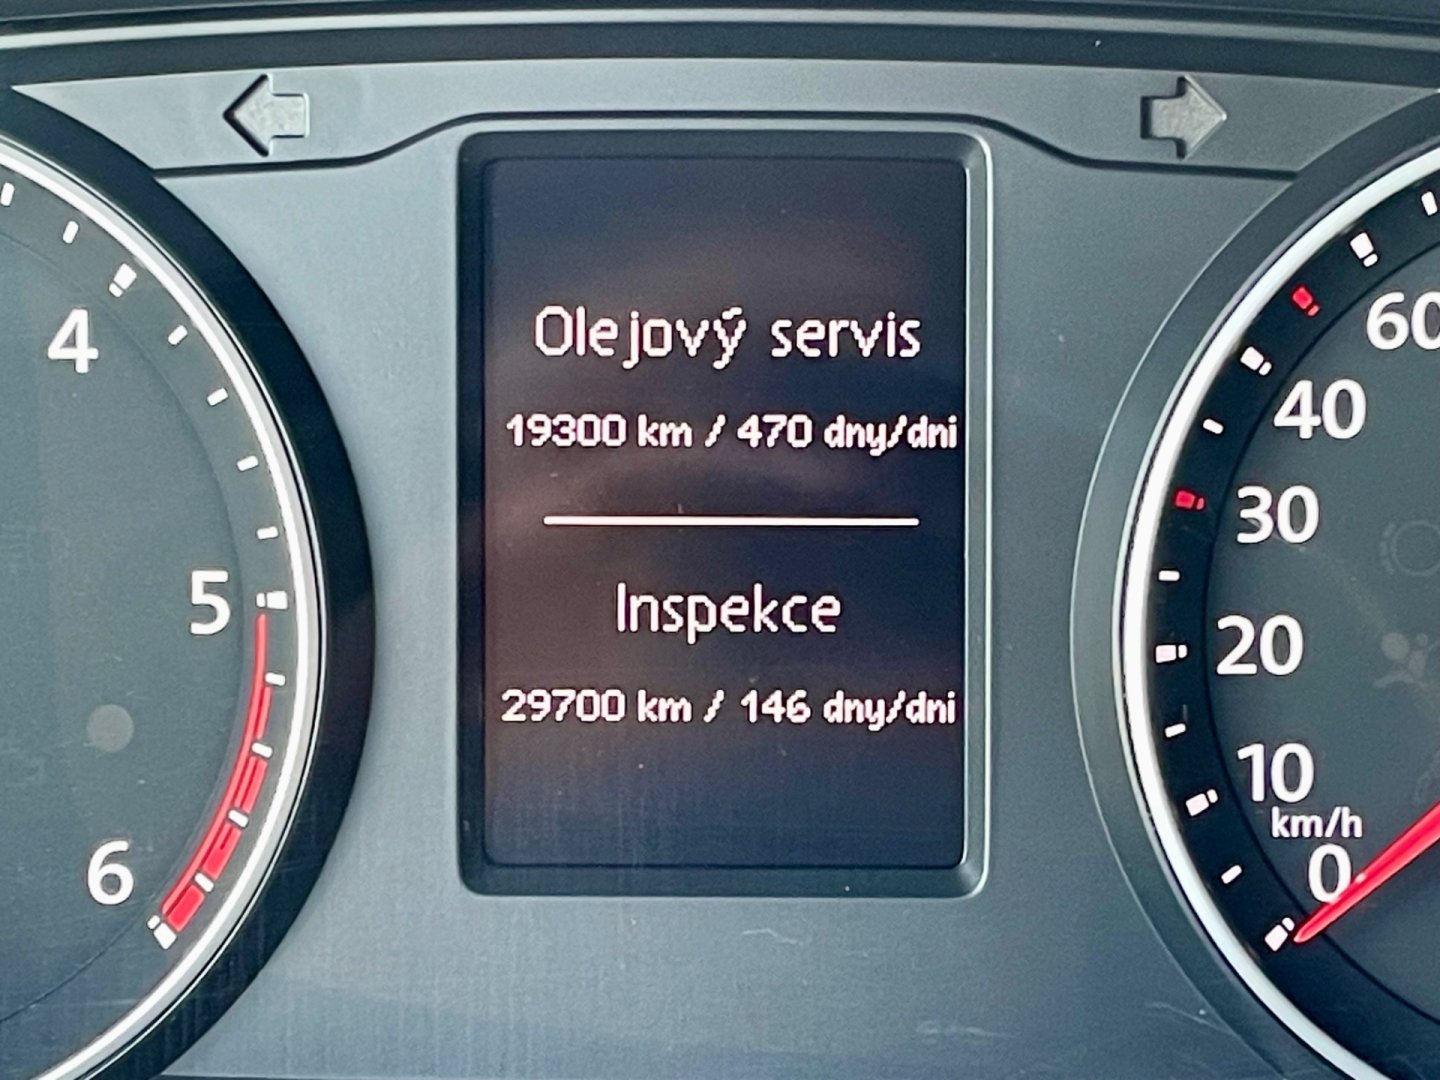 Olejový servis
19300 km / 470 dny/dni
Inspekce
29700 km / 146 dny/dni
4
5
6
60
40
30
20
10
km/h
0